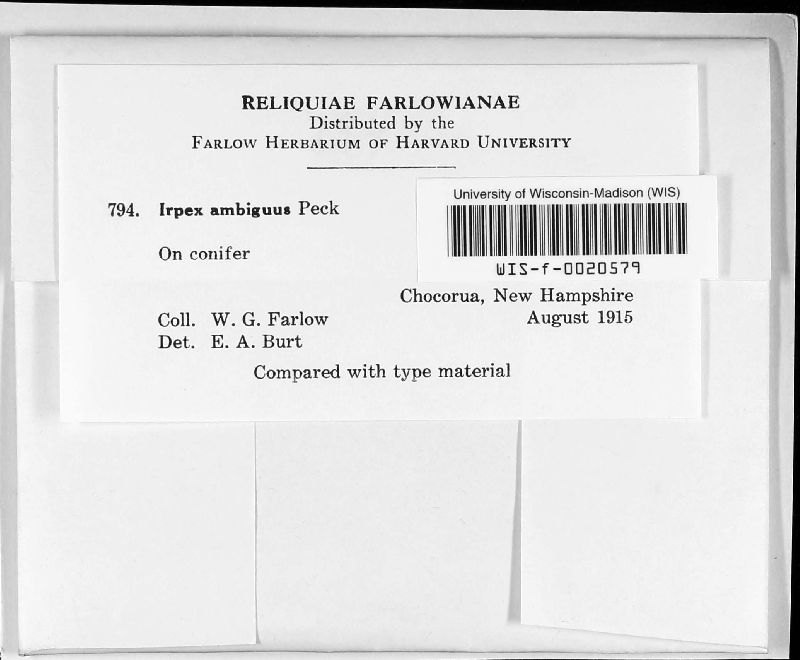 RELIQUIAE FARLOWIANAE
Distributed by the
FARLOW HERBARIUM OF HARVARD UNIVERSITY
794. Irpex ambiguus Peck
University of Wisconsin-Madison (WIS)
WIS-f-0020579
On conifer
Chocorua, New Hampshire
August 1915
Coll. W. G. Farlow
Det. E. A. Burt
Compared with type material